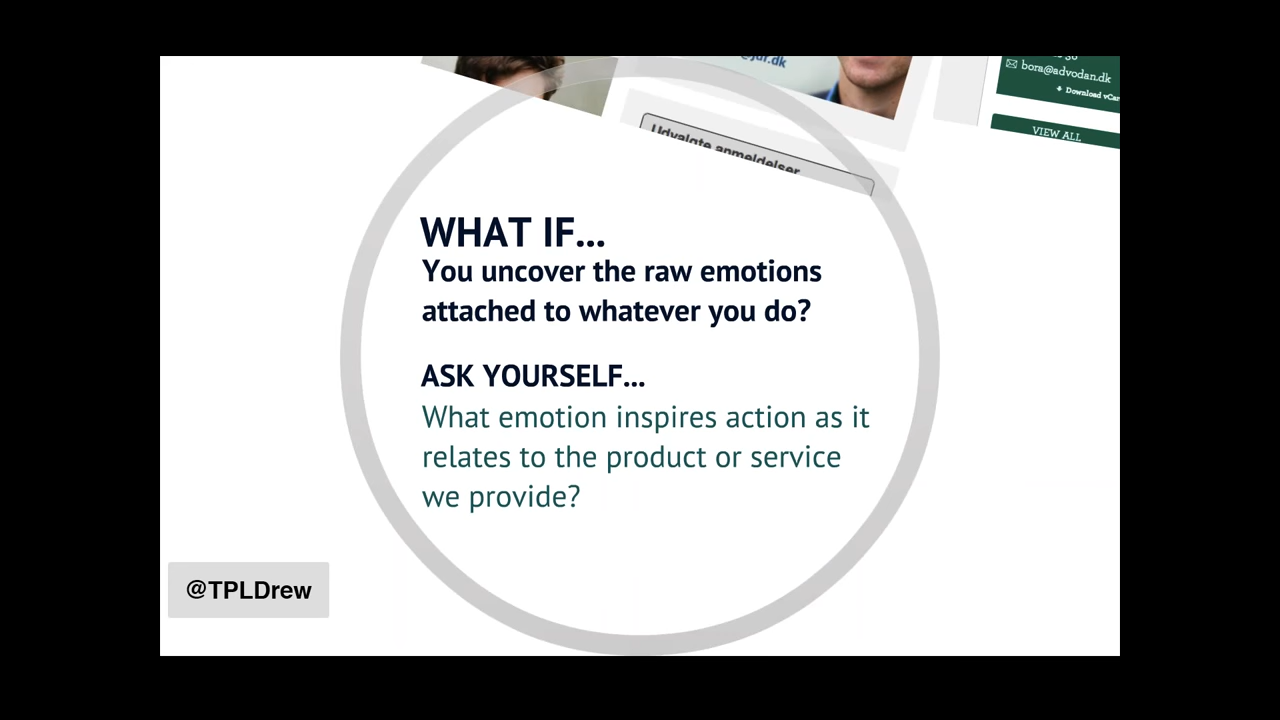 @jdr.dk
bora@advodan.dk
Download vCar
VIEW ALL
Udvalgte anmeldelser
WHAT IF...
You uncover the raw emotions
attached to whatever you do?
ASK YOURSELF...
What emotion inspires action as it
relates to the product or service
we provide?
@TPLDrew